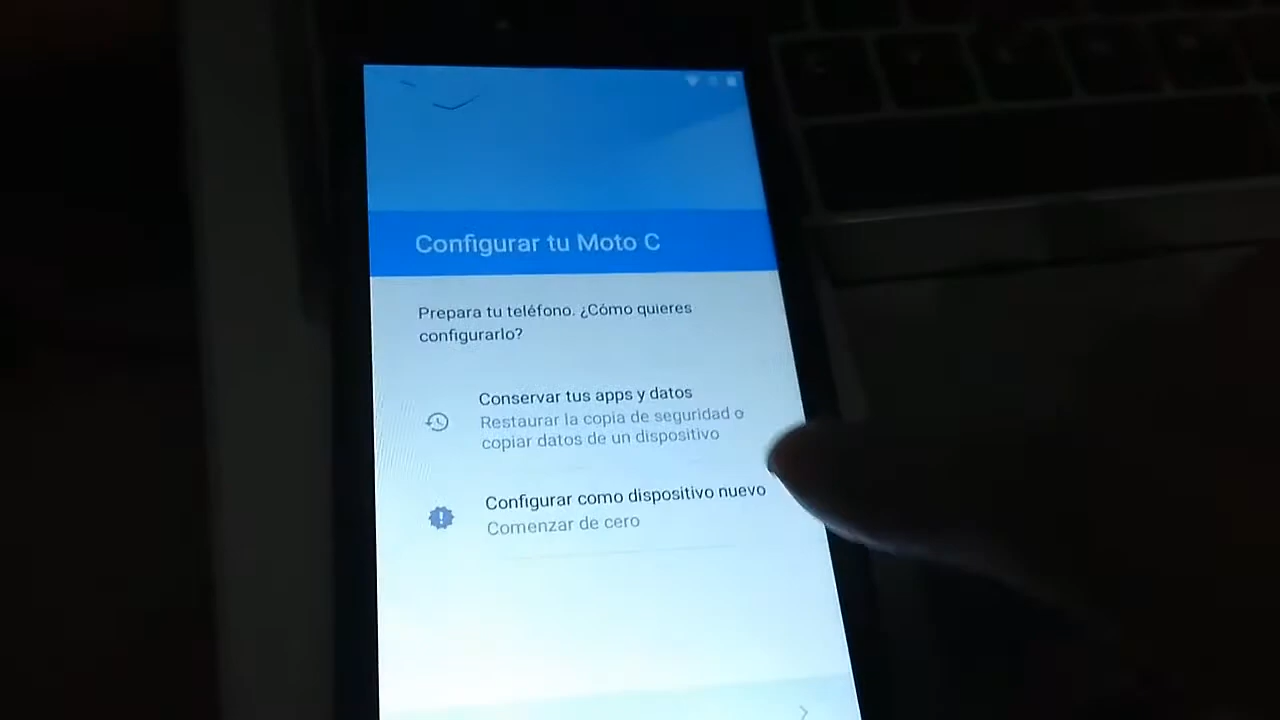 Configurar tu Moto C
Prepara tu teléfono. ¿Cómo quieres
configurarlo?
Conservar tus apps y datos
Restaurar la copia de seguridad o
copiar datos de un dispositivo
Configurar como dispositivo nuevo
Comenzar de cero